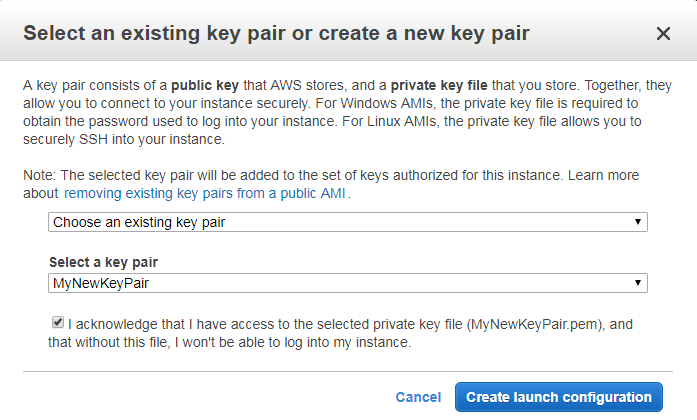 Select an existing key pair or create a new key pair
A key pair consists of a public key that AWS stores, and a private key file that you store. Together, they
allow you to connect to your instance securely. For Windows AMIs, the private key file is required to
obtain the password used to log into your instance. For Linux AMIs, the private key file allows you to
securely SSH into your instance.
Note: The selected key pair will be added to the set of keys authorized for this instance. Learn more
about removing existing key pairs from a public AMI.
Choose an existing key pair
Select a key pair
MyNewKeyPair
I acknowledge that I have access to the selected private key file (MyNewKeyPair.pem), and
that without this file, I won't be able to log into my instance.
Cancel Create launch configuration